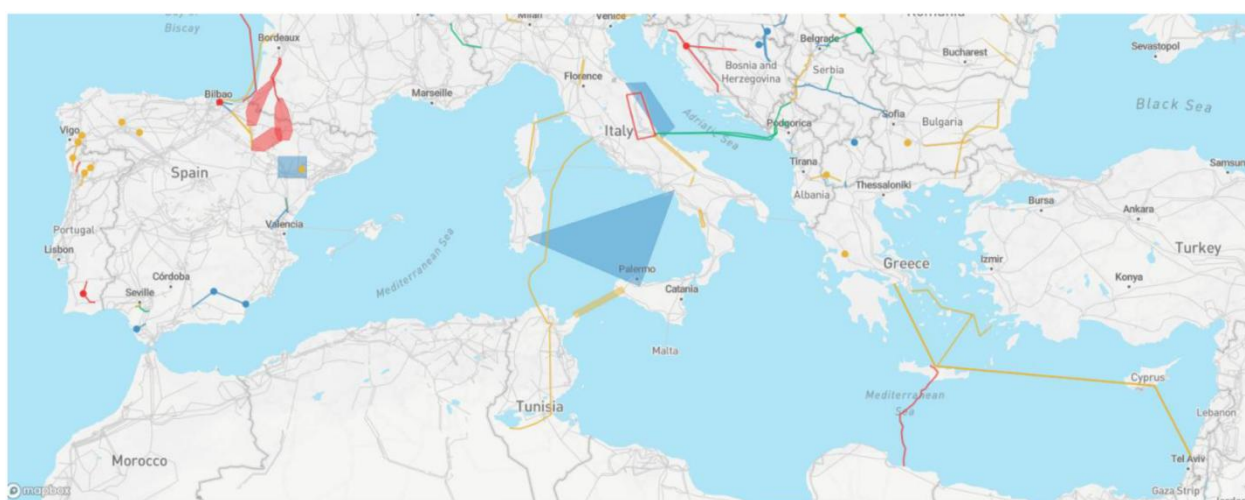 Bay of
Biscay
Bordeaux
Milan
Venice
Romania
Belgrade
Bucharest
Sevastopol
Bosnia and
Herzegovina
Serbia
Florence
Bilbao
Marseille
Black Sea
Vigo
Italy
Adriatic Sea
Podgorica
Sofia
Bulgaria
Spain
Tirana
Albania
Thessaloniki
Samsun
Bursa
Ankara
Portugal
Valencia
Lisbon
Mediterranean Sea
Turkey
Greece
Izmir
Konya
Córdoba
Seville
Palermo
Catania
Malta
Cyprus
Mediterranean
Sea
Lebanon
Tunisia
Morocco
Tel Aviv
Gaza Strip
mapbox